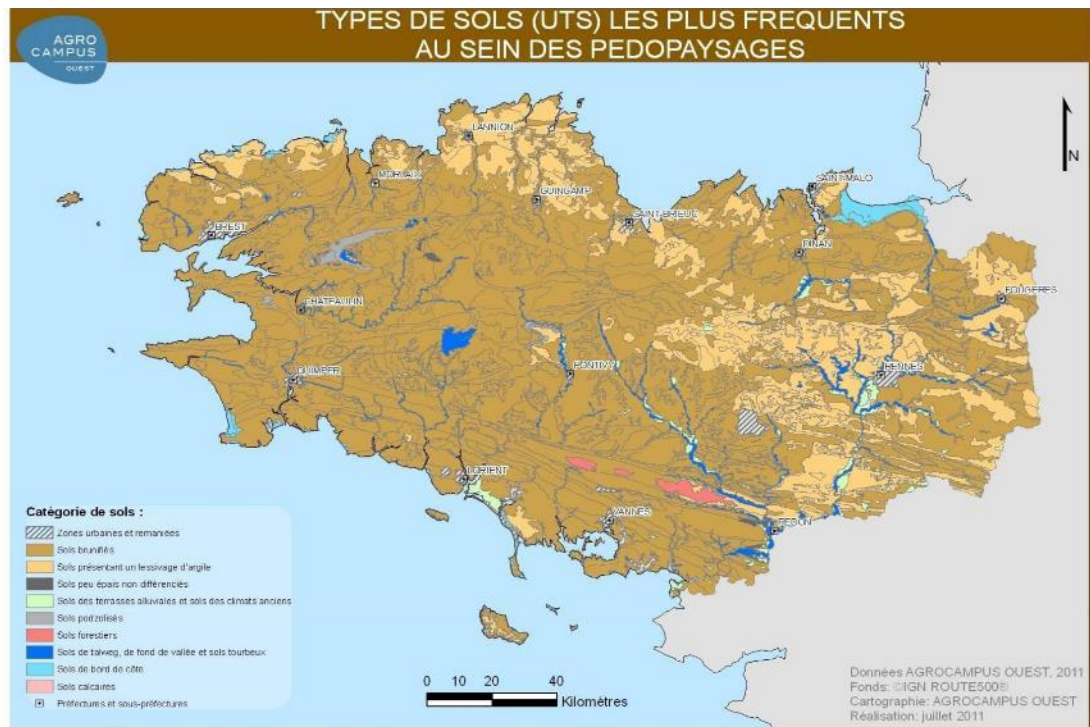 TYPES DE SOLS (UTS) LES PLUS FREQUENTS
AU SEIN DES PEDOPAYSAGES
AGRO
CAMPUS
OUEST
N
LANNION
MORLAIX
GUINGAMP
SAINT-MALO
SAINT-BRIEUC
BREST
DINAN
CHATEAULIN
FOUGERES
PONTIVY
RENNES
QUIMPER
LORIENT
VANNES
REDON
Catégorie de sols :
Zones urbaines et remaniées
Sols brunifiés
Sols présentant un lessivage d'argile
Sols peu épais non différenciés
Sols des terrasses alluviales et sols des climats anciens
Sols podzolisés
Sols forestiers
Sols de talweg, de fond de vallée et sols tourbeux
Sols de bord de côte
Sols calcaires
Préfectures et sous-préfectures
0 10 20 40
Kilomètres
Données AGROCAMPUS OUEST, 2011
Fonds: ©IGN ROUTE500®
Cartographie: AGROCAMPUS OUEST
Réalisation: juillet 2011